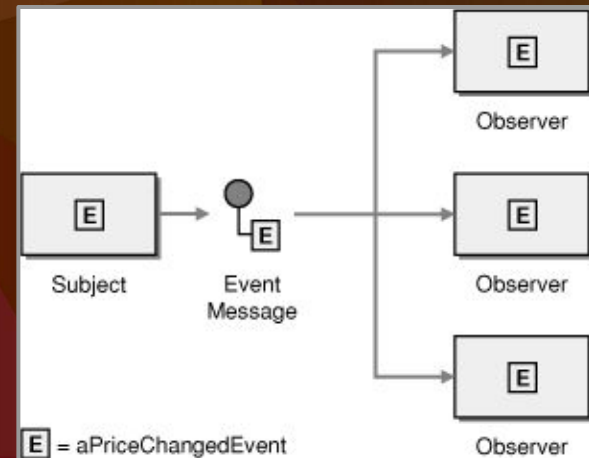 E
Observer
E
Subject
E
Event
Message
E
Observer
E
Observer
E = aPriceChangedEvent